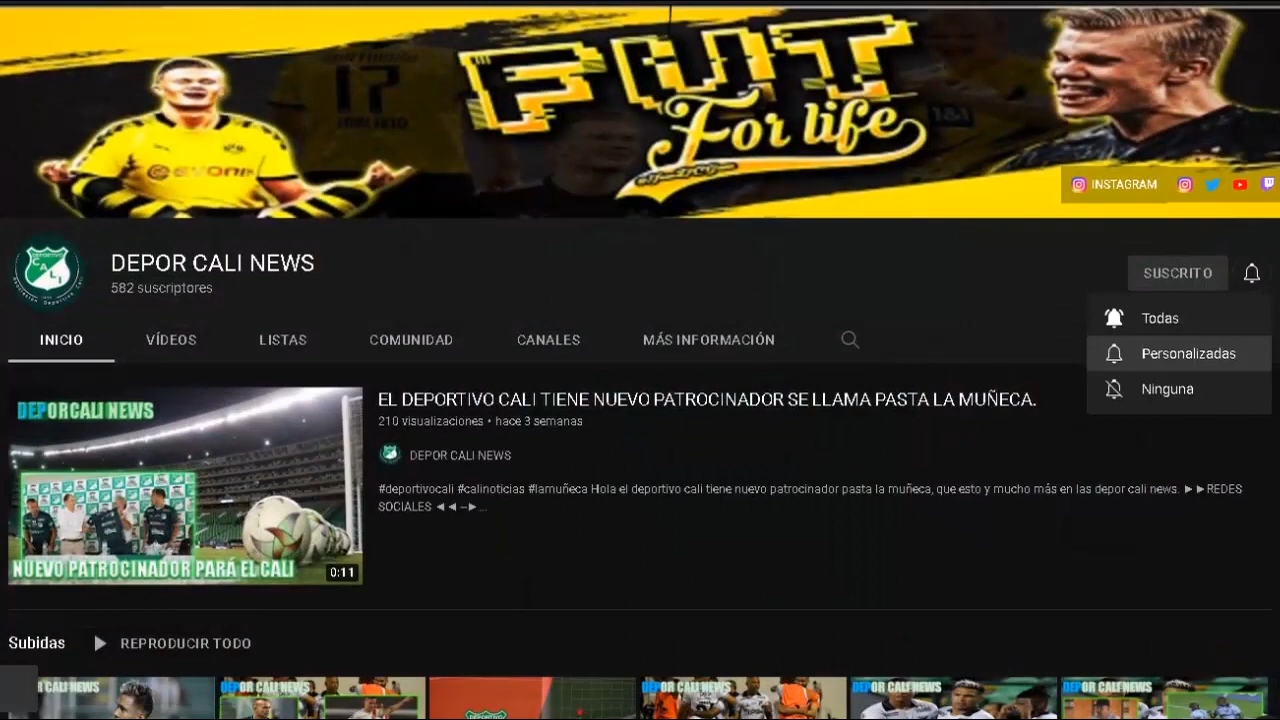 FUT
For life
EVONIK
INSTAGRAM
DEPOR CALI NEWS
582 suscriptores
SUSCRITO
Todas
Personalizadas
Ninguna
INICIO
VÍDEOS
LISTAS
COMUNIDAD
CANALES
MÁS INFORMACIÓN
DEPORCALI NEWS
NUEVO PATROCINADOR PARÁ EL CALI
0:11
EL DEPORTIVO CALI TIENE NUEVO PATROCINADOR SE LLAMA PASTA LA MUÑECA.
210 visualizaciones • hace 3 semanas
DEPOR CALI NEWS
#deportivocali #calinoticias #lamuñeca Hola el deportivo cali tiene nuevo patrocinador pasta la muñeca, que esto y mucho más en las depor cali news. ►►REDES
SOCIALES ◄◄ –►...
Subidas
REPRODUCIR TODO
R CALI NEWS
DEPOR CALI NEWS
DEPOR CALI NEWS
DEPOR CALI NEWS
DEPOR CALI NEWS